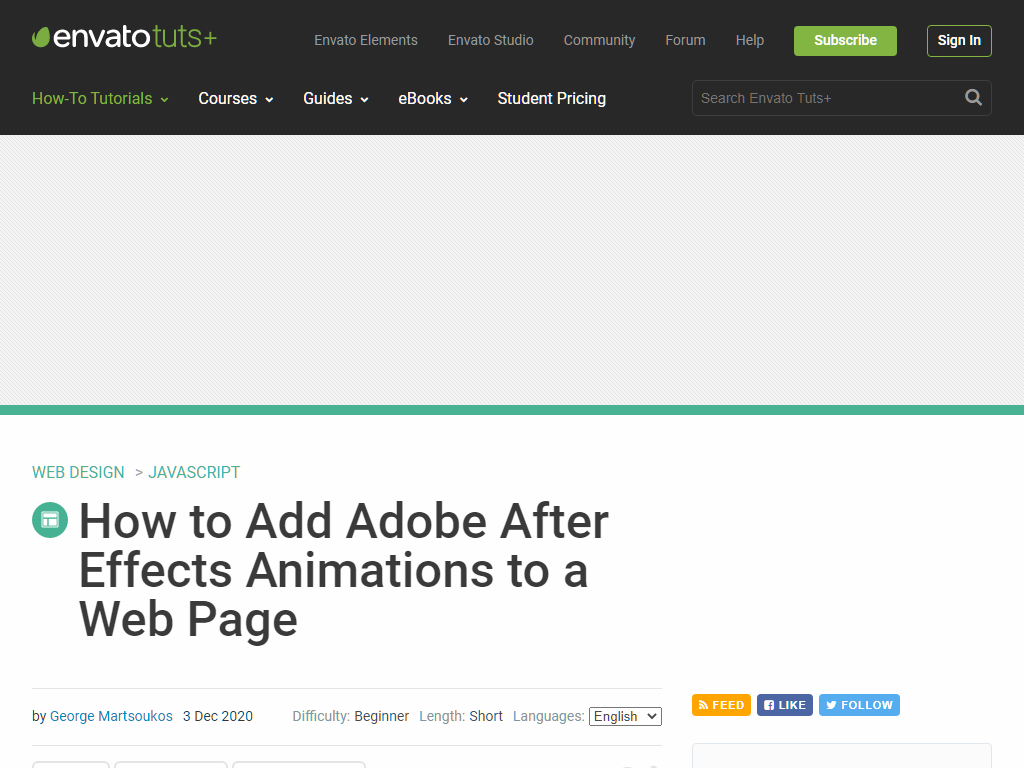 envatotuts+
Envato Elements Envato Studio Community Forum Help Subscribe Sign In
How-To Tutorials Courses Guides eBooks Student Pricing Search Envato Tuts+
WEB DESIGN > JAVASCRIPT
How to Add Adobe After
Effects Animations to a
Web Page
by George Martsoukos 3 Dec 2020 Difficulty: Beginner Length: Short Languages: English
FEED LIKE FOLLOW